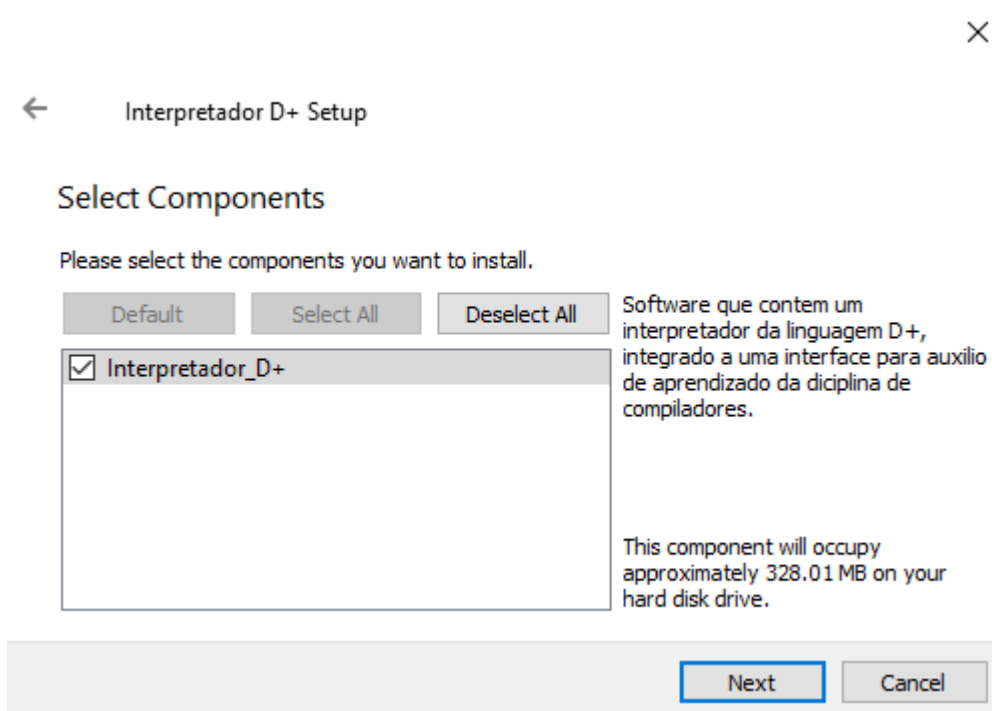 Interpretador D+ Setup
Select Components
Please select the components you want to install.
Default
Select All
Deselect All
Interpretador_D+
Software que contem um
interpretador da linguagem D+,
integrado a uma interface para auxilio
de aprendizado da diciplina de
compiladores.
This component will occupy
approximately 328.01 MB on your
hard disk drive.
Next
Cancel